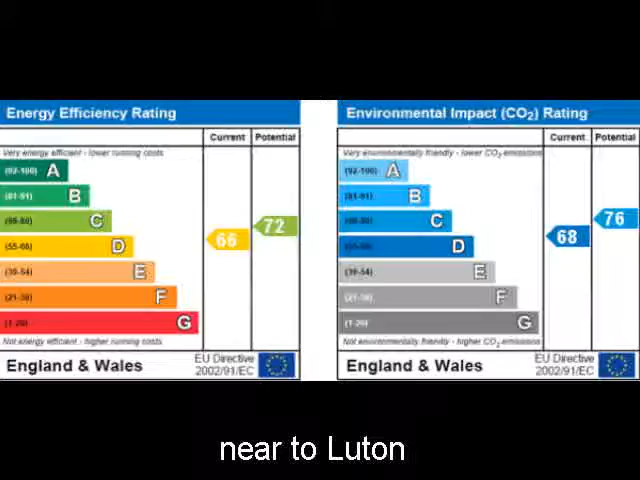 Energy Efficiency Rating
Current Potential
Very energy efficient - lower running costs
(92-100) A
(81-91) B
(69-80) C
(55-68) D
(39-54) E
(21-38) F
(1-20) G
66
72
Not energy efficient - higher running costs
England & Wales
EU Directive
2002/91/EC
Environmental Impact (CO2) Rating
Current Potential
Very environmentally friendly - lower CO2 emissions
(92-100) A
(81-91) B
(69-80) C
(55-68) D
(39-54) E
(21-38) F
(1-20) G
68
76
Not environmentally friendly - higher CO2 emissions
England & Wales
EU Directive
2002/91/EC
near to Luton